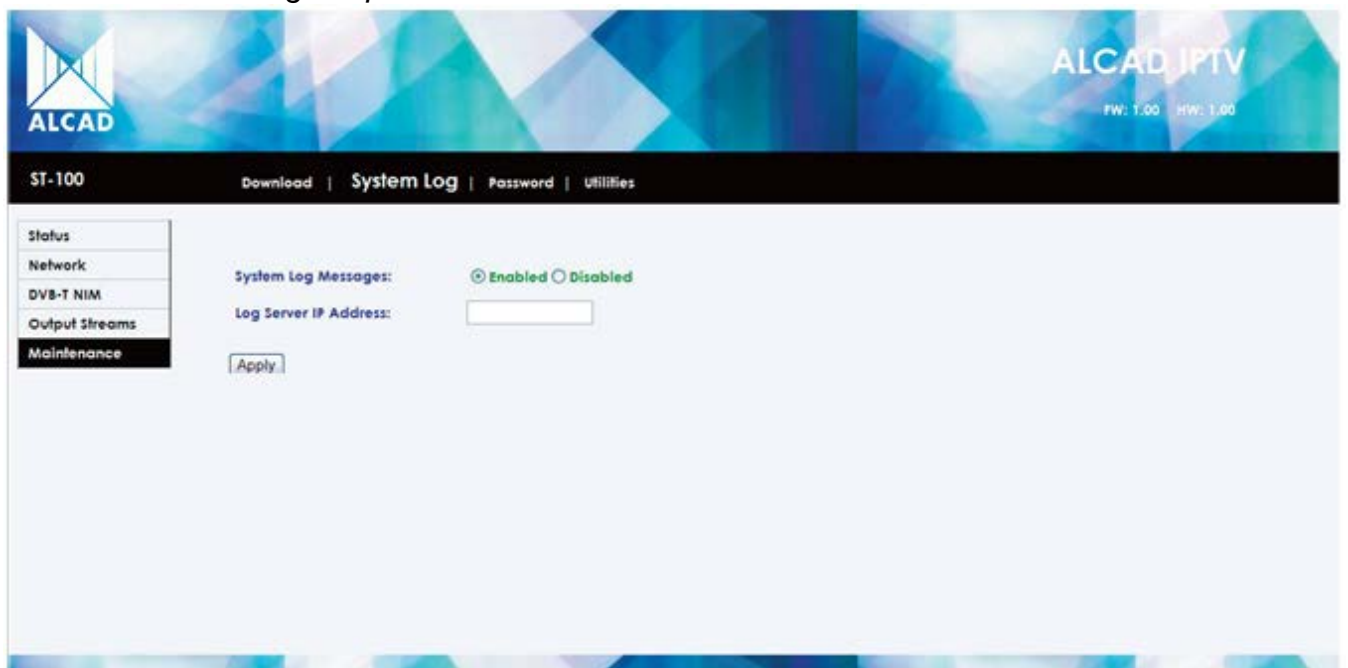 ALCAD
ALCAD IPTV
FW: 1.00 HW: 1.00
ST-100
Download | System Log | Password | Utilities
Status
Network
DVB-T NIM
Output Streams
Maintenance
System Log Messages: Enabled Disabled
Log Server IP Address:
Apply